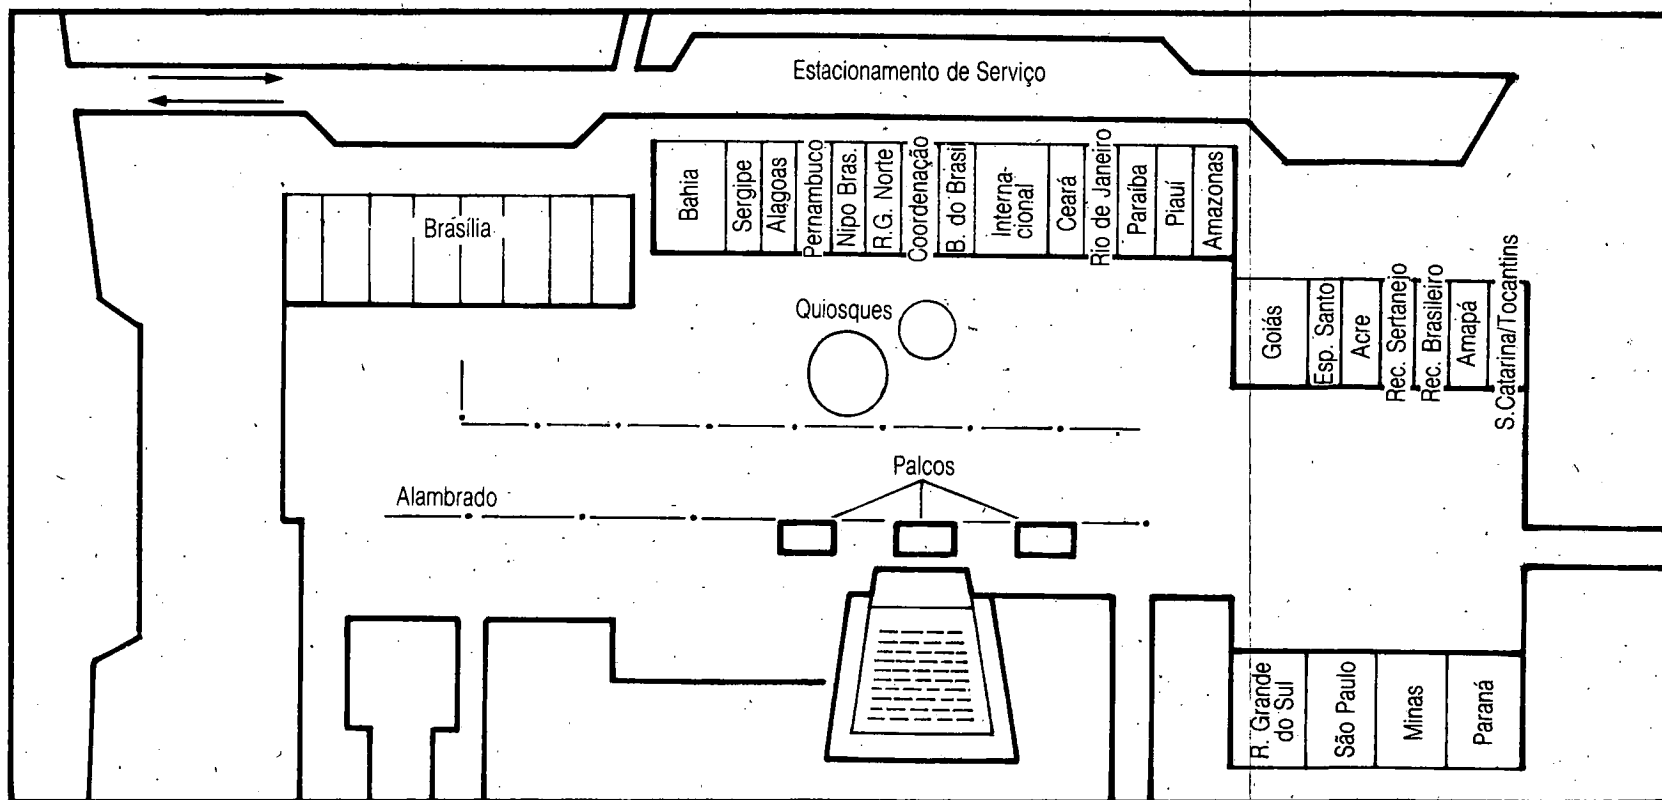 Estacionamento de Serviço
Brasília
Bahia
Sergipe
Alagoas
Pernambuco
Nipo Bras.
R.G. Norte
Coordenação
B. do Brasil
Interna-
cional
Ceará
Rio de Janeiro
Paraíba
Piauí
Amazonas
Goiás
Esp. Santo
Acre
Rec. Sertanejo
Rec. Brasileiro
Amapá
S.Catarina/Tocantins
Quiosques
Palcos
Alambrado
R. Grande
do Sul
São Paulo
Minas
Paraná